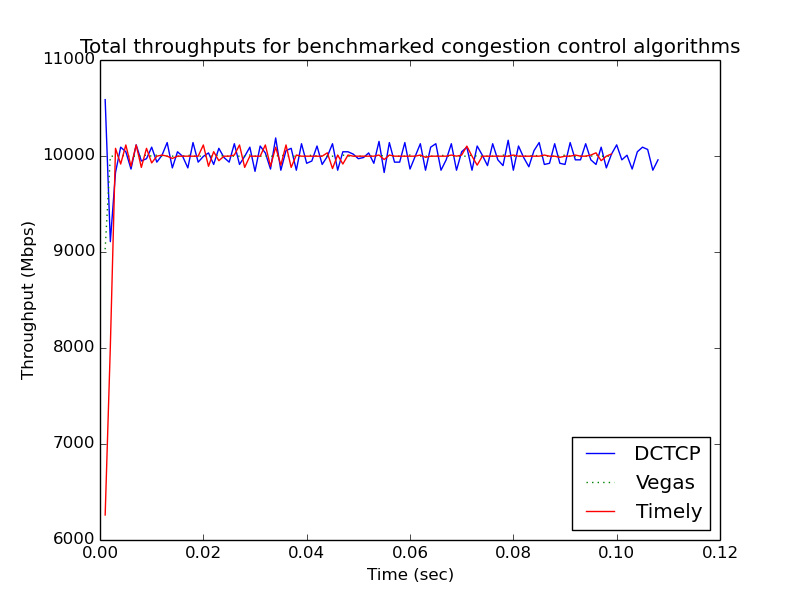 Total throughputs for benchmarked congestion control algorithms
11000
10000
9000
8000
7000
6000
Throughput (Mbps)
DCTCP
Vegas
Timely
0.00 0.02 0.04 0.06 0.08 0.10 0.12
Time (sec)